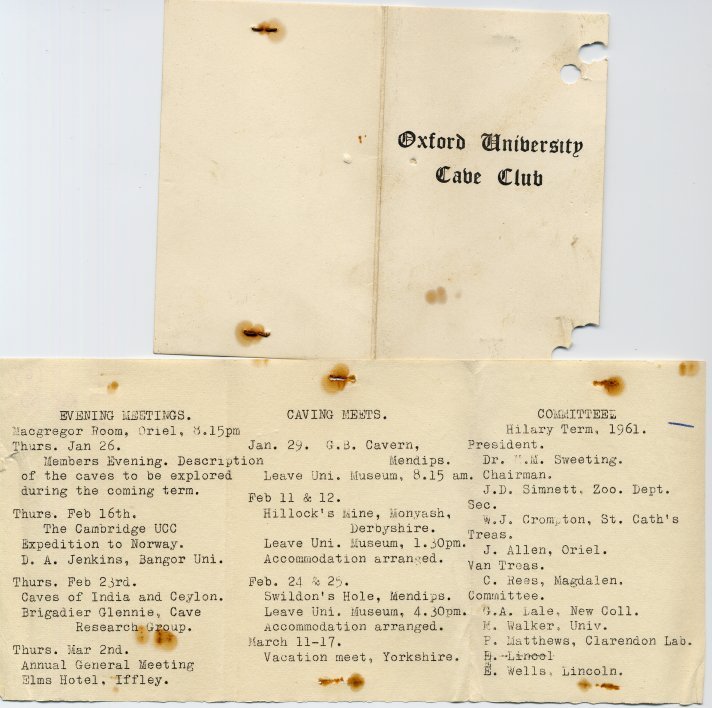 Oxford University
Cave Club
EVENING MEETINGS.
Macgregor Room, Oriel, 8.15pm
Thurs. Jan 26.
Members Evening. Description
of the caves to be explored
during the coming term.
Thurs. Feb 16th.
The Cambridge UCC
Expedition to Norway.
D. A. Jenkins, Bangor Uni.
Thurs. Feb 23rd.
Caves of India and Ceylon.
Brigadier Glennie, Cave
Research Group.
Thurs. Mar 2nd.
Annual General Meeting
Elms Hotel, Iffley.
CAVING MEETS.
Jan. 29. G.B. Cavern,
Mendips.
Leave Uni. Museum, 8.15 am.
Feb 11 & 12.
Hillock's Mine, Monyash,
Derbyshire.
Leave Uni. Museum, 1.30pm.
Accommodation arranged.
Feb. 24 & 25.
Swildon's Hole, Mendips.
Leave Uni. Museum, 4.30pm.
Accommodation arranged.
March 11-17.
Vacation meet, Yorkshire.
COMMITTEE
Hilary Term, 1961.
President.
Dr. M.M. Sweeting.
Chairman.
J.D. Simnett, Zoo. Dept.
Sec.
W.J. Crompton, St. Cath's
Treas.
J. Allen, Oriel.
Van Treas.
C. Rees, Magdalen.
Committee.
G.A. Lale, New Coll.
M. Walker, Univ.
P. Matthews, Clarendon Lab.
Lincol
E. Wells, Lincoln.